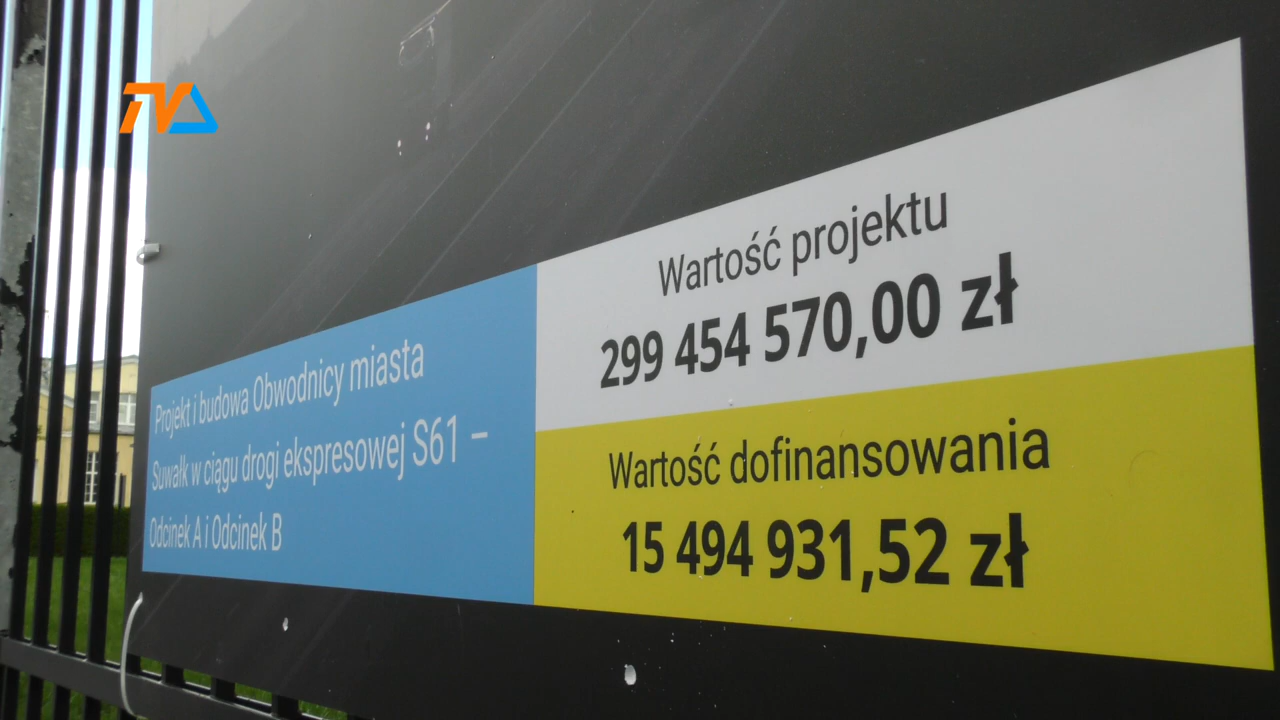 TVA
Projekt i budowa Obwodnicy miasta
Suwałk w ciągu drogi ekspresowej S61 –
Odcinek A i Odcinek B
Wartość projektu
299 454 570,00 zł
Wartość dofinansowania
15 494 931,52 zł